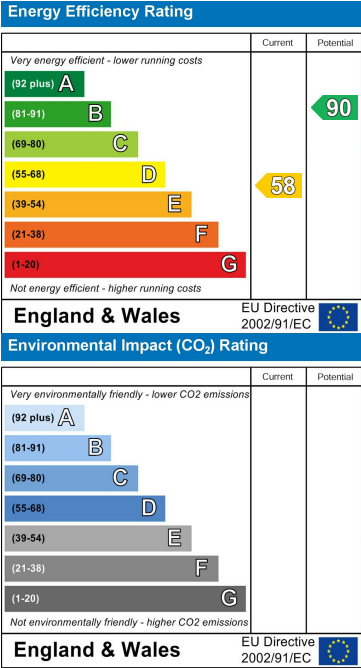 Energy Efficiency Rating
Current Potential
Very energy efficient - lower running costs
(92 plus) A
(81-91) B
90
(69-80) C
(55-68) D
58
(39-54) E
(21-38) F
(1-20) G
Not energy efficient - higher running costs
England & Wales
EU Directive
2002/91/EC
Environmental Impact (CO₂) Rating
Current Potential
Very environmentally friendly - lower CO2 emissions
(92 plus) A
(81-91) B
(69-80) C
(55-68) D
(39-54) E
(21-38) F
(1-20) G
Not environmentally friendly - higher CO2 emissions
England & Wales
EU Directive
2002/91/EC